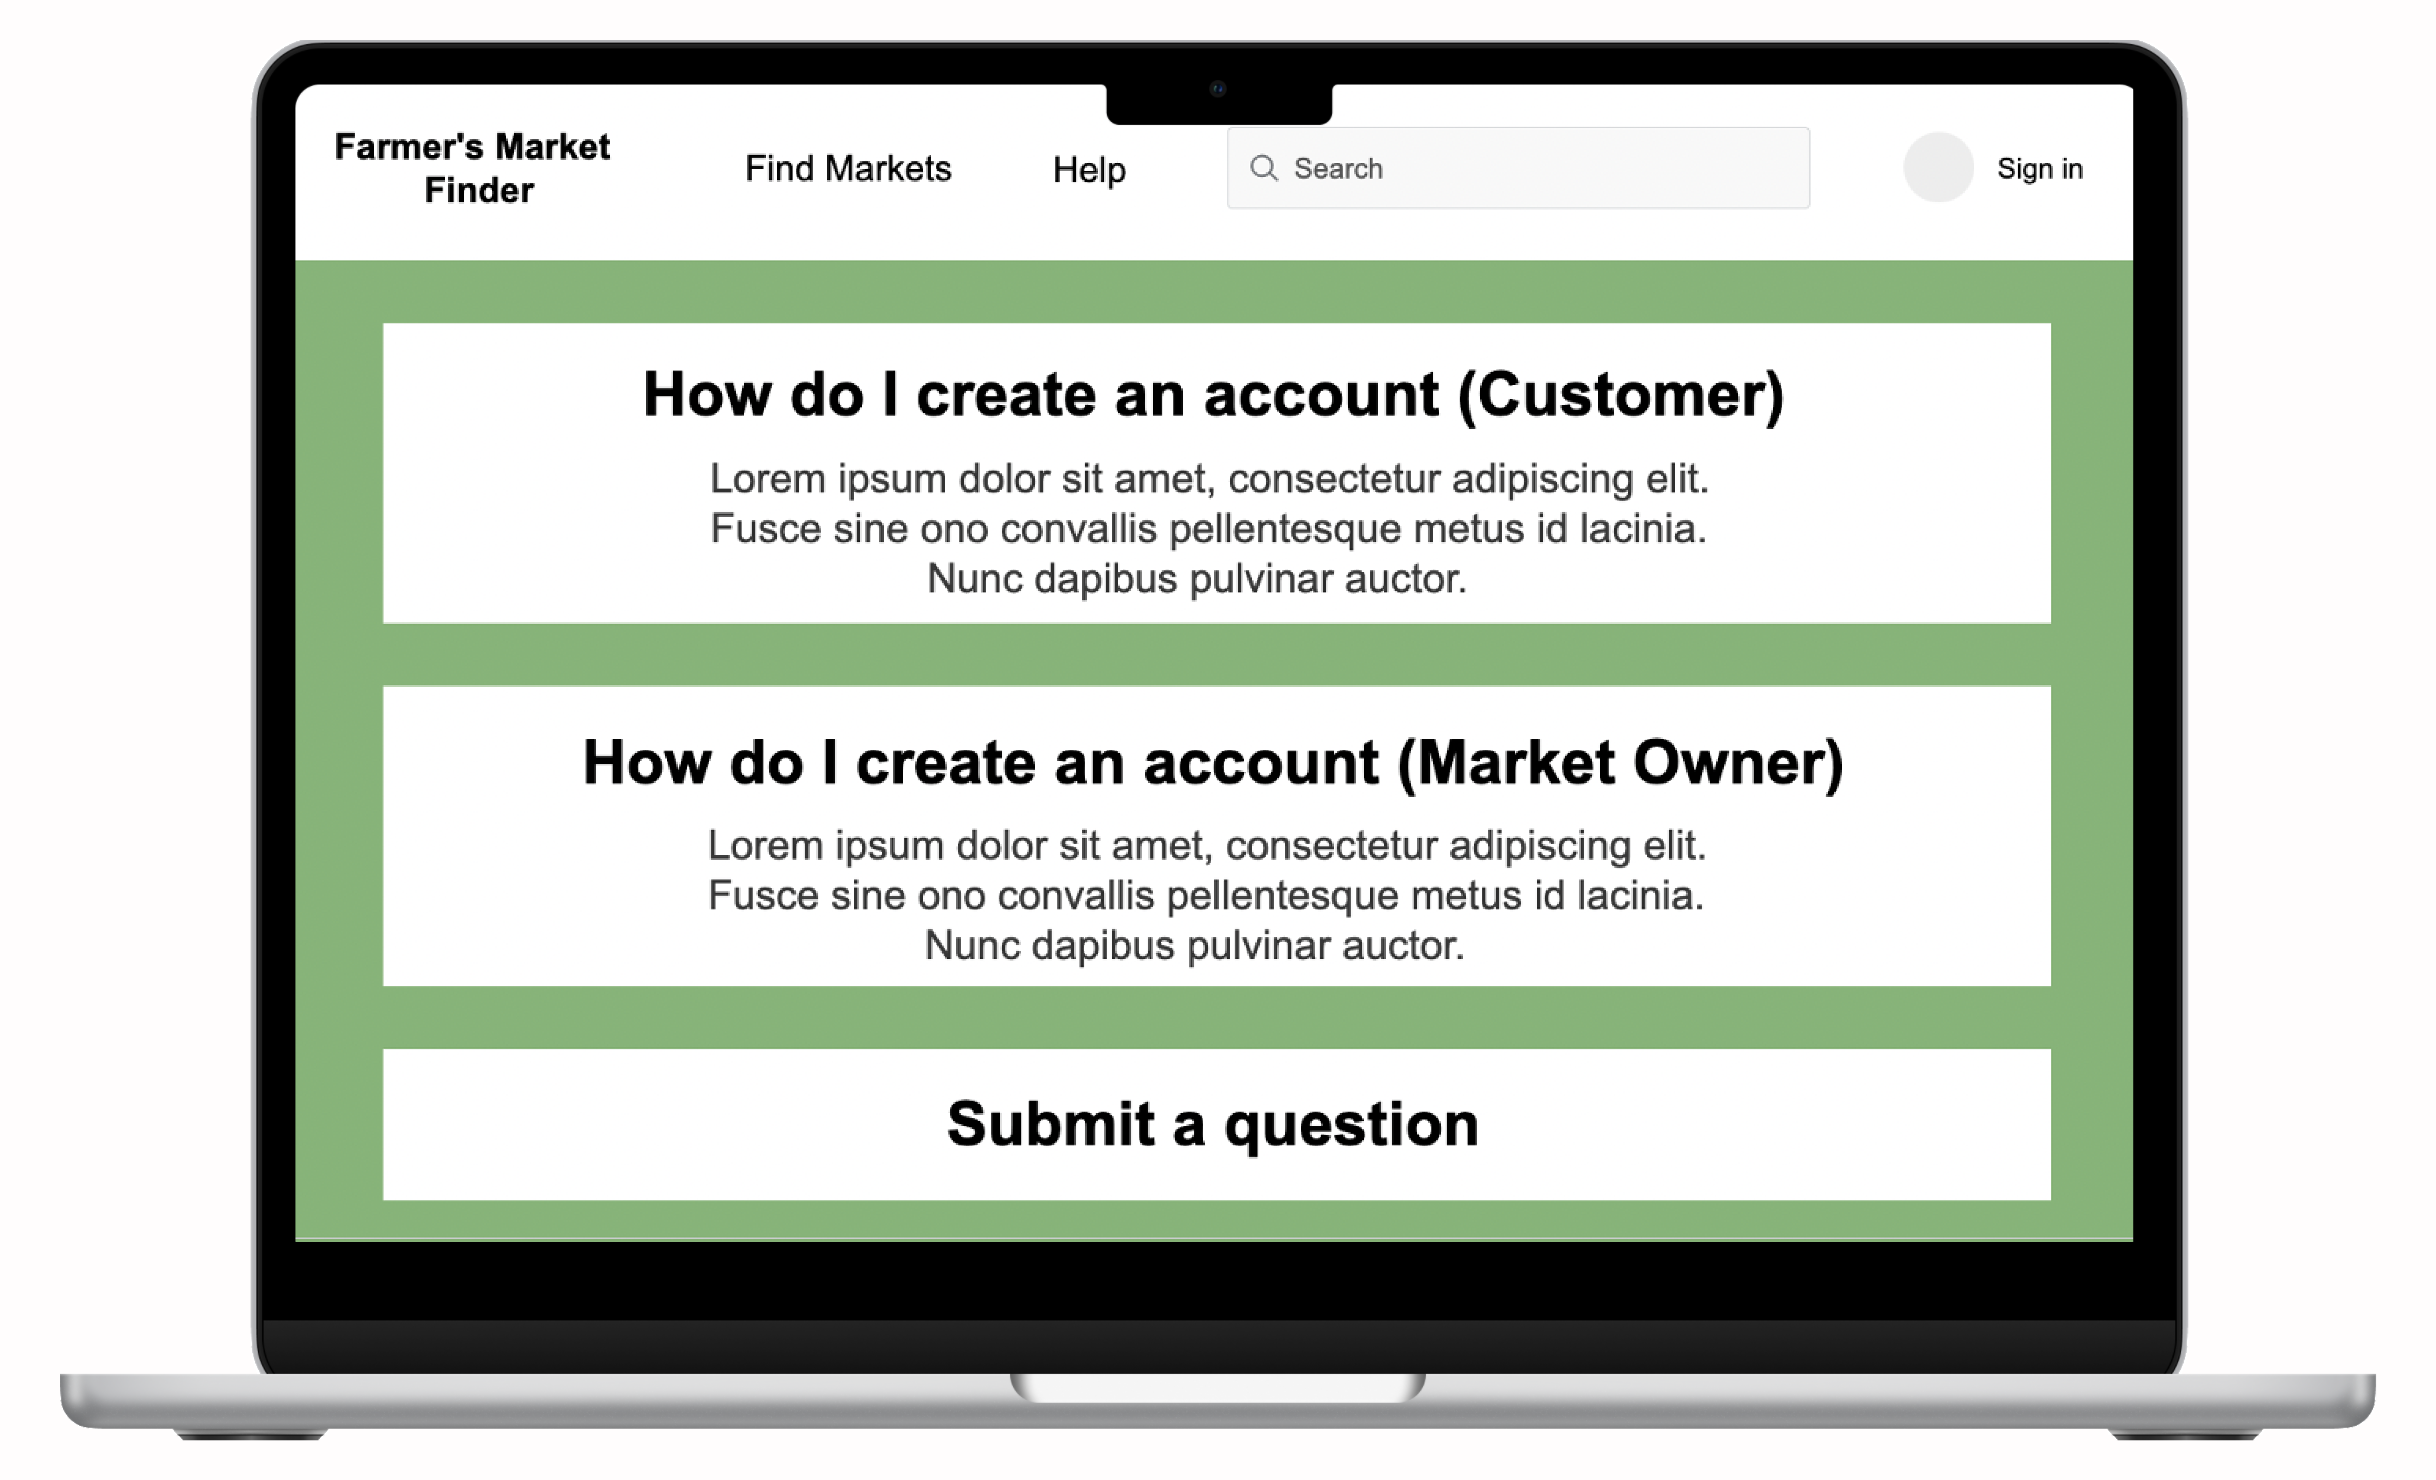 Farmer's Market
Finder
Find Markets
Help
Search
Sign in
How do I create an account (Customer)
Lorem ipsum dolor sit amet, consectetur adipiscing elit.
Fusce sine ono convallis pellentesque metus id lacinia.
Nunc dapibus pulvinar auctor.
How do I create an account (Market Owner)
Lorem ipsum dolor sit amet, consectetur adipiscing elit.
Fusce sine ono convallis pellentesque metus id lacinia.
Nunc dapibus pulvinar auctor.
Submit a question